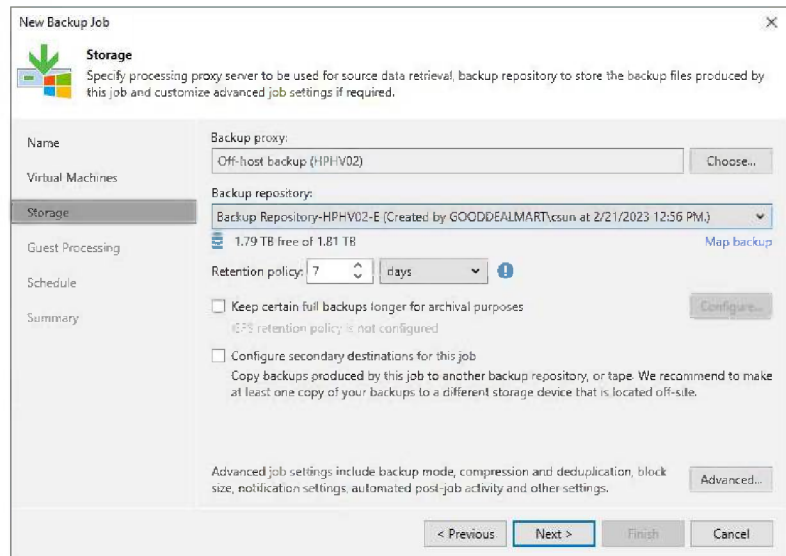 New Backup Job
Storage
Specify processing proxy server to be used for source data retrieval, backup repository to store the backup files produced by
this job and customize advanced job settings if required.
Name
Virtual Machines
Storage
Guest Processing
Schedule
Summary
Backup proxy:
Off-host backup (HPHV02)
Choose...
Backup repository:
Backup Repository-HPHV02-E (Created by GOODDEALMART\csun at 2/21/2023 12:56 PM.)
1.79 TB free of 1.81 TB
Map backup
Retention policy: 7 days
Keep certain full backups longer for archival purposes
Configure...
GFS retention policy is not configured
Configure secondary destinations for this job
Copy backups produced by this job to another backup repository, or tape. We recommend to make
at least one copy of your backups to a different storage device that is located off-site.
Advanced job settings include backup mode, compression and deduplication, block
size, notification settings, automated post-job activity and other settings.
Advanced...
< Previous
Next >
Finish
Cancel